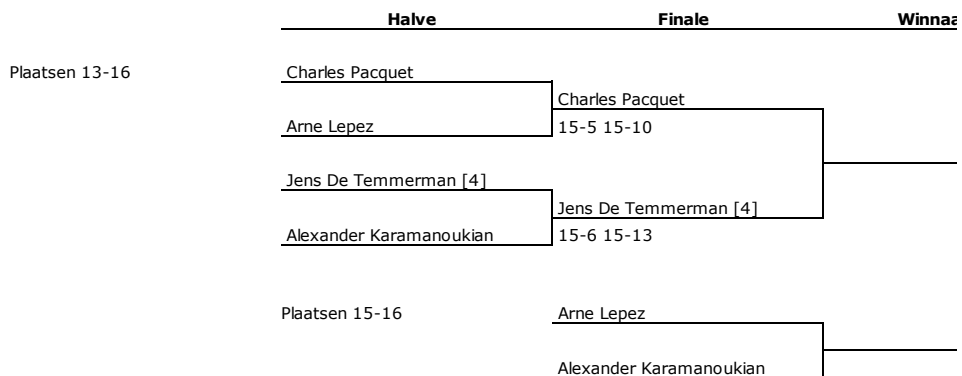 Halve Finale
Plaatsen 13-16 Charles Pacquet
Charles Pacquet
Arne Lepez 15-5 15-10
Jens De Temmerman [4]
Jens De Temmerman [4]
Alexander Karamanoukian 15-6 15-13
Plaatsen 15-16 Arne Lepez
Alexander Karamanoukian